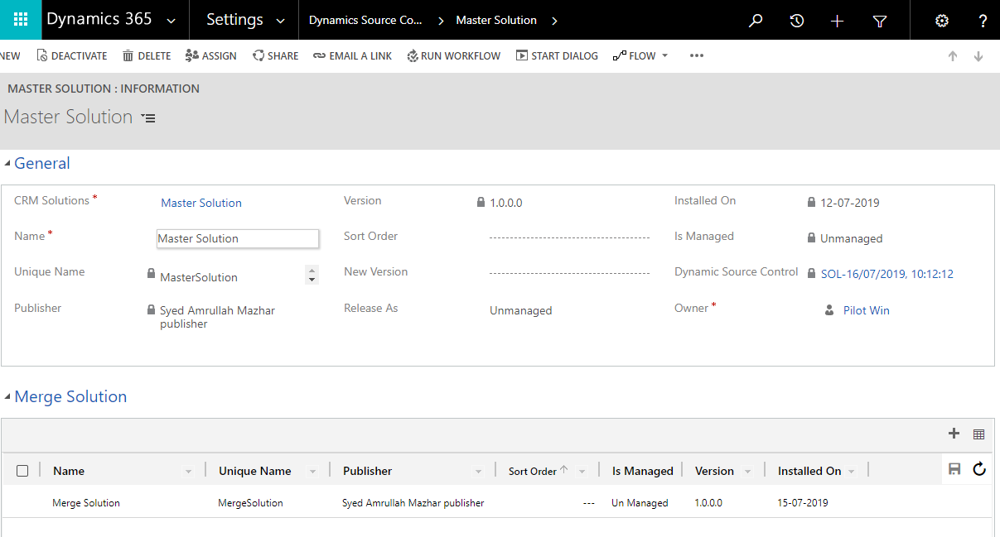 Dynamics 365 Settings Dynamics Source Co... Master Solution ?
NEW DEACTIVATE DELETE ASSIGN SHARE EMAIL A LINK RUN WORKFLOW START DIALOG FLOW •••
MASTER SOLUTION : INFORMATION
Master Solution
General
CRM Solutions * Master Solution Version 1.0.0.0 Installed On 12-07-2019
Name * Master Solution Sort Order Is Managed Unmanaged
Unique Name MasterSolution New Version Dynamic Source Control SOL-16/07/2019, 10:12:12
Publisher Syed Amrullah Mazhar Release As Unmanaged Owner * Pilot Win
publisher
Merge Solution
Name Unique Name Publisher Sort Order Is Managed Version Installed On
Merge Solution MergeSolution Syed Amrullah Mazhar publisher --- Un Managed 1.0.0.0 15-07-2019